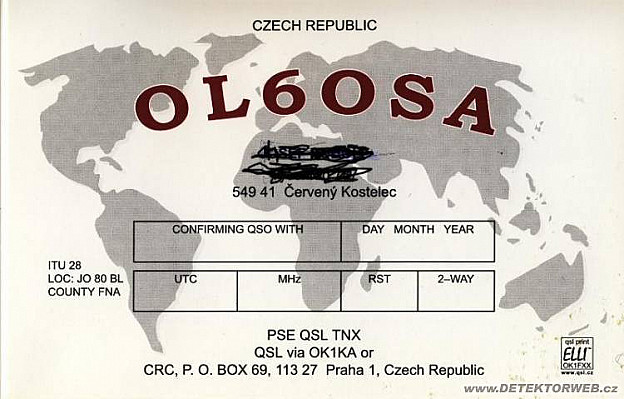 CZECH REPUBLIC
OL6OSA
549 41 Červený Kostelec
CONFIRMING QSO WITH
DAY MONTH YEAR
ITU 28
LOC: JO 80 BL
COUNTY FNA
UTC
MHz
RST
2–WAY
PSE QSL TNX
QSL via OK1KA or
CRC, P. O. BOX 69, 113 27 Praha 1, Czech Republic
qsl print
ELLI
OK1FXX
www.qsl.cz
www.DETEKTORWEB.cz